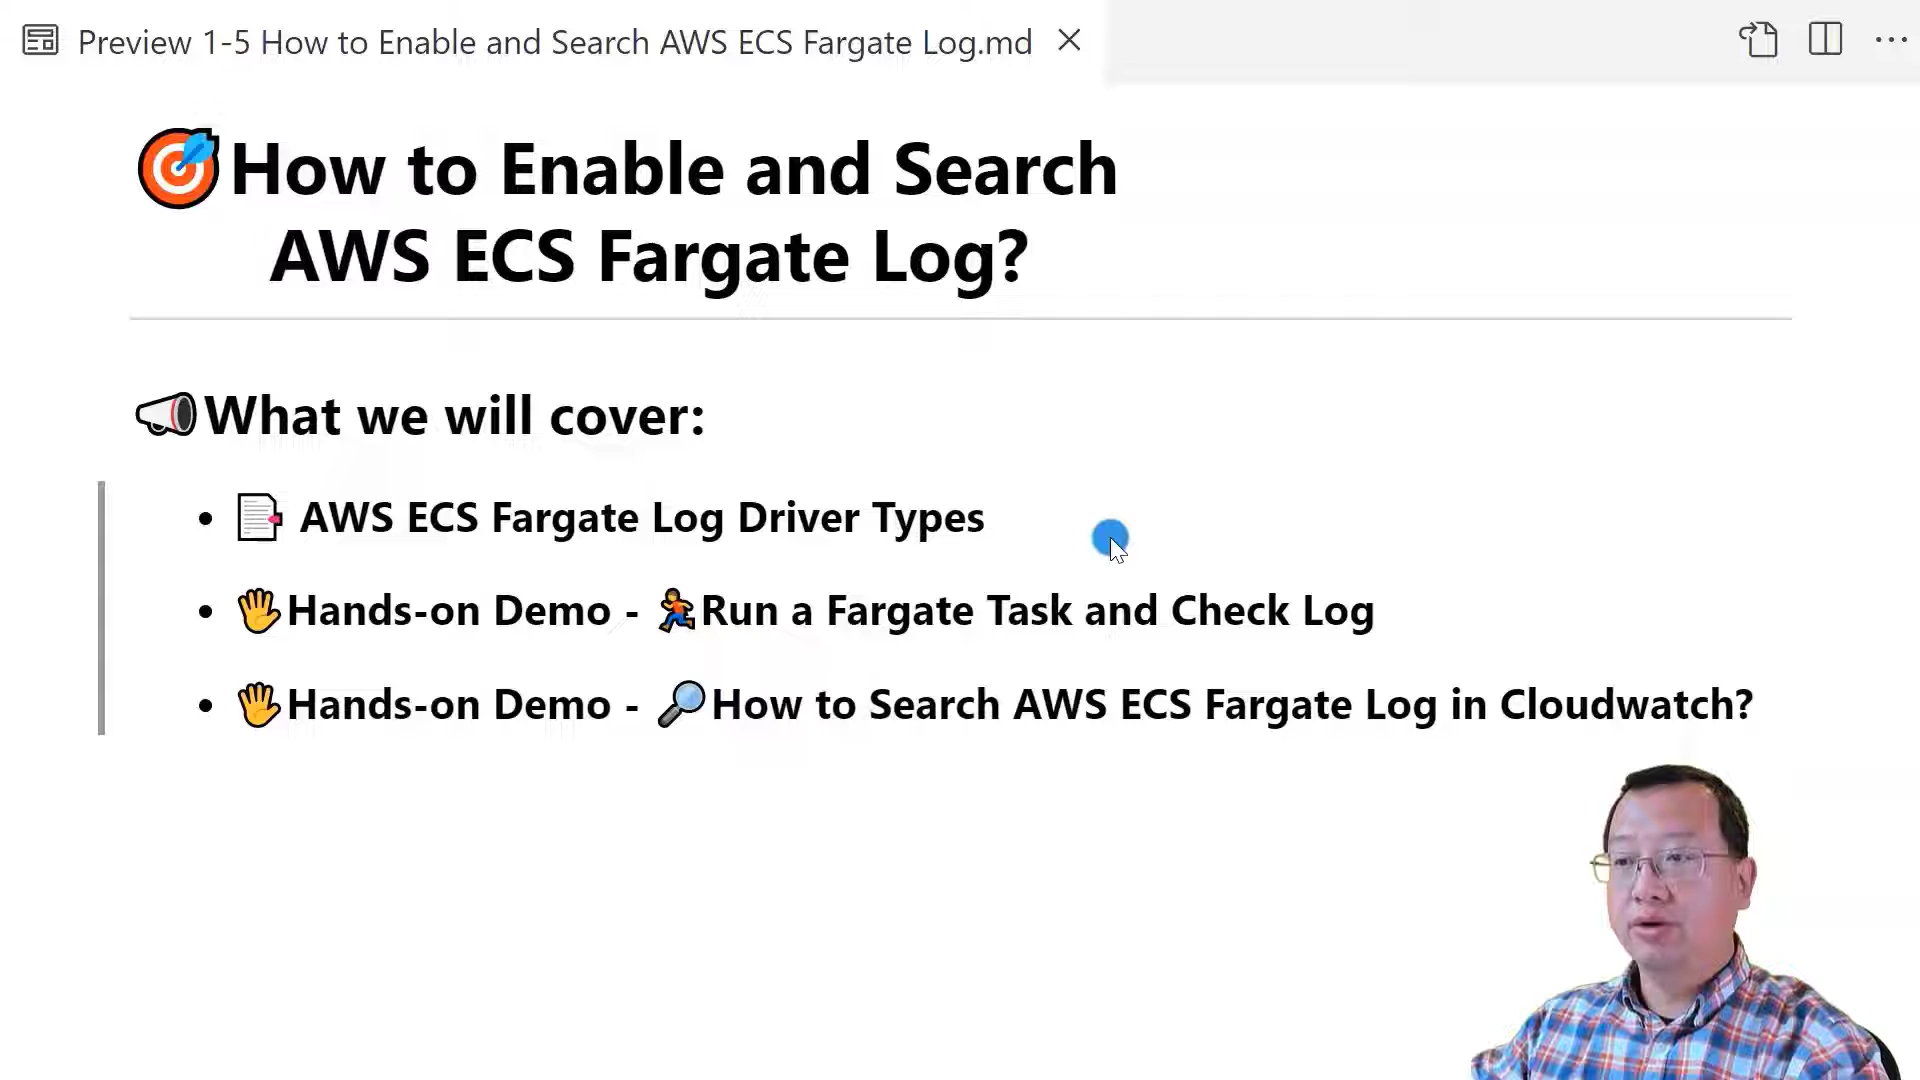 Preview 1-5 How to Enable and Search AWS ECS Fargate Log.md
🎯How to Enable and Search
AWS ECS Fargate Log?
📣What we will cover:
• 📑 AWS ECS Fargate Log Driver Types
• 🖐Hands-on Demo - 🏃Run a Fargate Task and Check Log
• 🖐Hands-on Demo - 🔎How to Search AWS ECS Fargate Log in Cloudwatch?